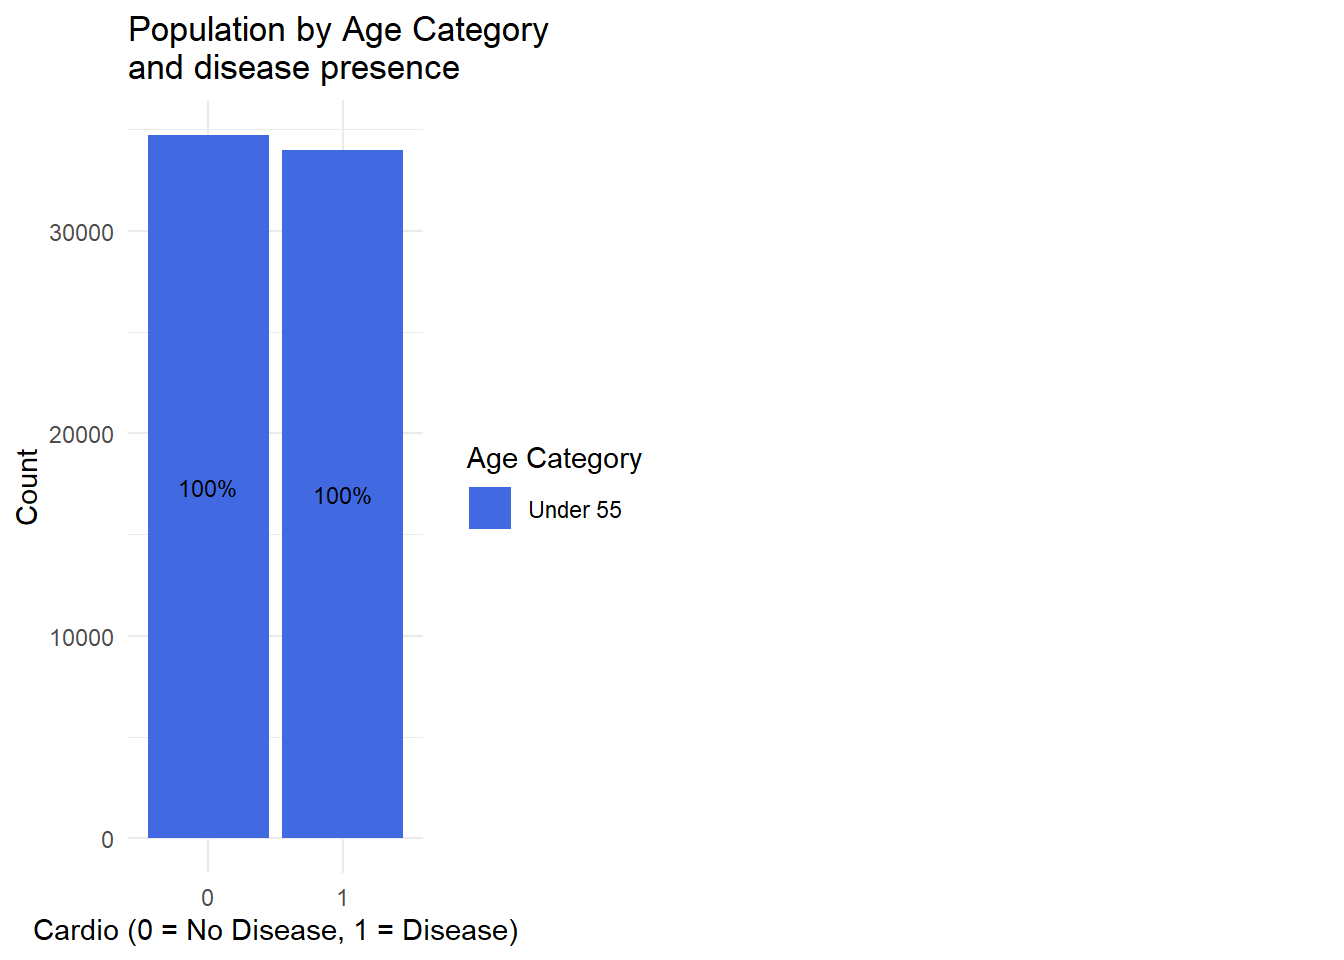 Population by Age Category
and disease presence
Count
30000
20000
10000
0
100%
100%
0
1
Cardio (0 = No Disease, 1 = Disease)
Age Category
Under 55